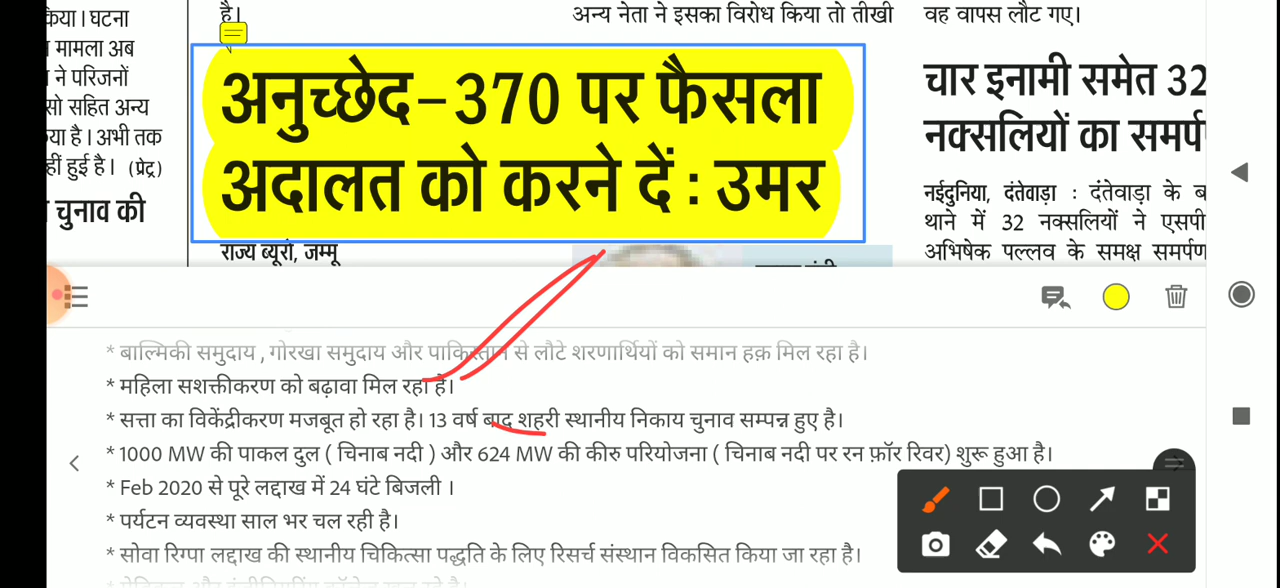 किया। घटना
मामला अब
ने परिजनों
सो सहित अन्य
या है। अभी तक
हीं हुई है। (प्रेट्र)
चुनाव की
है।
अनुच्छेद-370 पर फैसला
अदालत को करने दें : उमर
राज्य ब्यूरो, जम्मू
अन्य नेता ने इसका विरोध किया तो तीखी
वह वापस लौट गए।
चार इनामी समेत 32
नक्सलियों का समर्प
नईदुनिया, दंतेवाड़ा : दंतेवाड़ा के ब
थाने में 32 नक्सलियों ने एसपी
अभिषेक पल्लव के समक्ष समर्पण
* बाल्मिकी समुदाय , गोरखा समुदाय और पाकिस्तान से लौटे शरणार्थियों को समान हक़ मिल रहा है।
* महिला सशक्तीकरण को बढ़ावा मिल रहा है।
* सत्ता का विकेंद्रीकरण मजबूत हो रहा है। 13 वर्ष बाद शहरी स्थानीय निकाय चुनाव सम्पन्न हुए है।
* 1000 MW की पाकल दुल ( चिनाब नदी ) और 624 MW की कीरु परियोजना ( चिनाब नदी पर रन फ़ॉर रिवर) शुरू हुआ है।
* Feb 2020 से पूरे लद्दाख में 24 घंटे बिजली ।
* पर्यटन व्यवस्था साल भर चल रही है।
* सोवा रिग्पा लद्दाख की स्थानीय चिकित्सा पद्धति के लिए रिसर्च संस्थान विकसित किया जा रहा है।